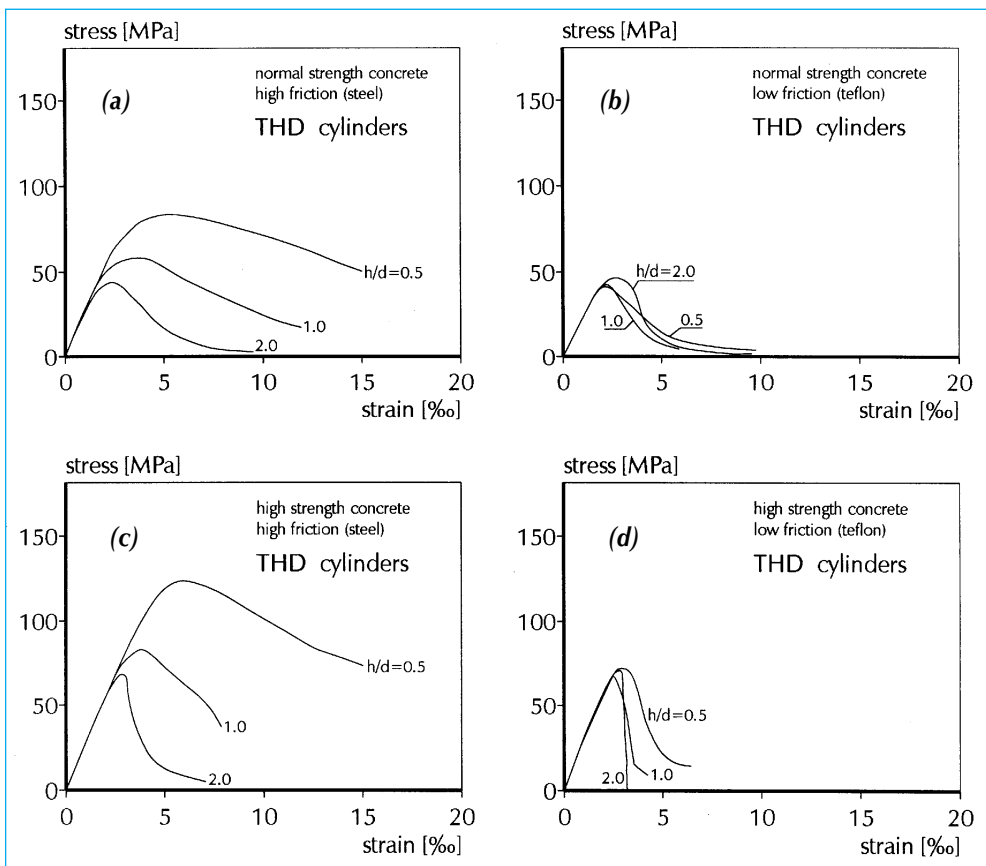 stress [MPa]
normal strength concrete
high friction (steel)
THD cylinders
(a)
150
100
50
0
h/d=0.5
1.0
2.0
0 5 10 15 20
strain [‰]
stress [MPa]
normal strength concrete
low friction (teflon)
THD cylinders
(b)
150
100
50
0
h/d=2.0
1.0
0.5
0 5 10 15 20
strain [‰]
stress [MPa]
high strength concrete
high friction (steel)
THD cylinders
(c)
150
100
50
0
h/d=0.5
1.0
2.0
0 5 10 15 20
strain [‰]
stress [MPa]
high strength concrete
low friction (teflon)
THD cylinders
(d)
150
100
50
0
h/d=0.5
2.0
1.0
0 5 10 15 20
strain [‰]